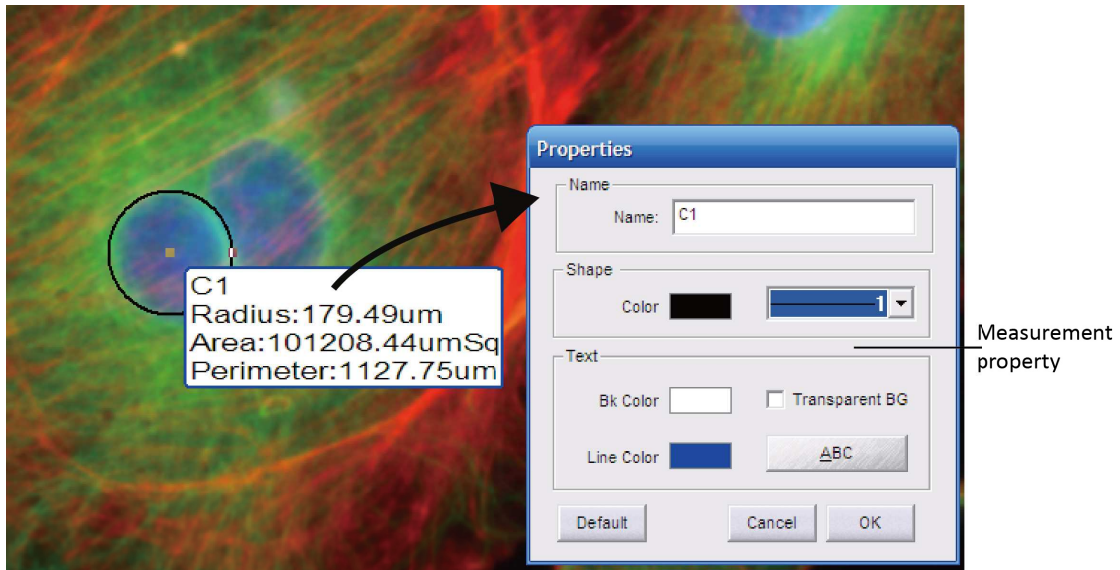 C1
Radius:179.49um
Area:101208.44umSq
Perimeter:1127.75um
Properties
Name
Name: C1
Shape
Color 1
Text
Bk Color Transparent BG
Line Color ABC
Default Cancel OK
Measurement
property